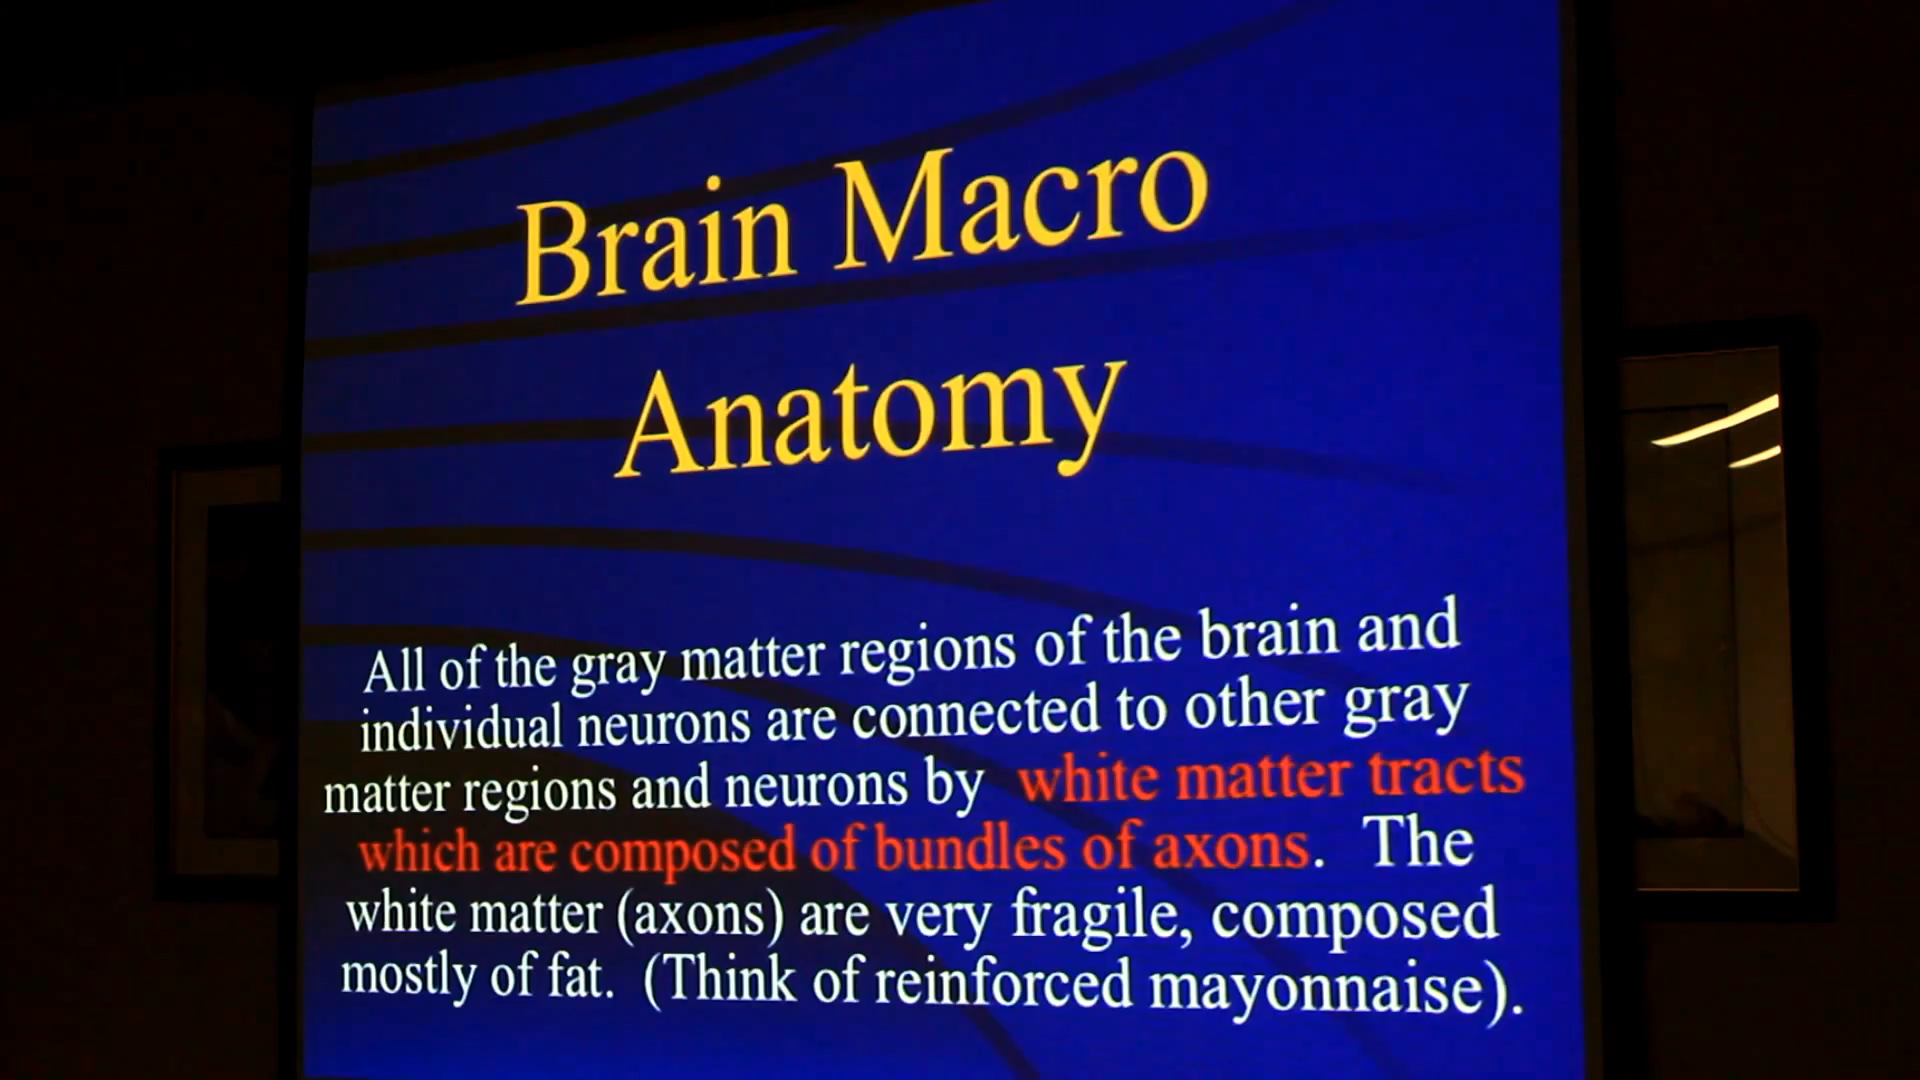 Brain Macro
Anatomy
All of the gray matter regions of the brain and
individual neurons are connected to other gray
matter regions and neurons by white matter tracts
which are composed of bundles of axons. The
white matter (axons) are very fragile, composed
mostly of fat. (Think of reinforced mayonnaise).